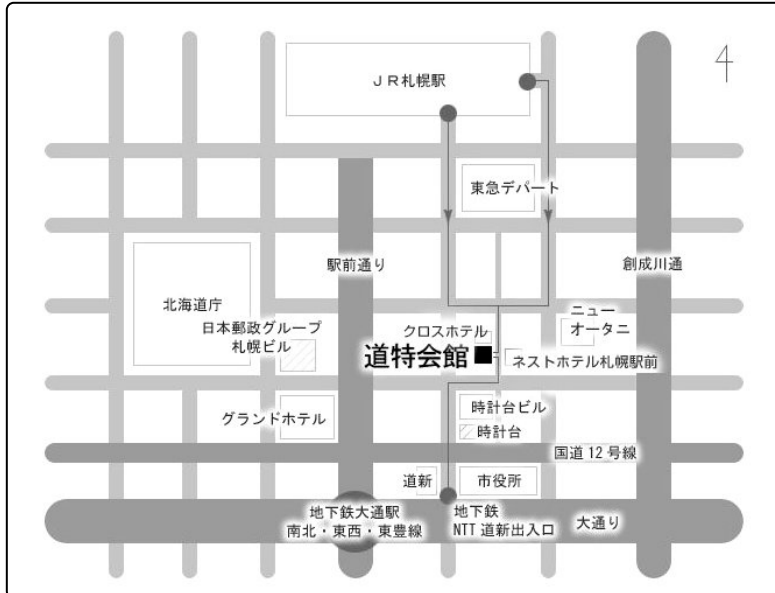 JR札幌駅
東急デパート
駅前通り
創成川通
北海道庁
日本郵政グループ
札幌ビル
クロスホテル
ニュー
オータニ
道特会館
ネストホテル札幌駅前
グランドホテル
時計台ビル
時計台
国道12号線
道新
市役所
地下鉄大通駅
南北・東西・東豊線
地下鉄
NTT道新出入口
大通り